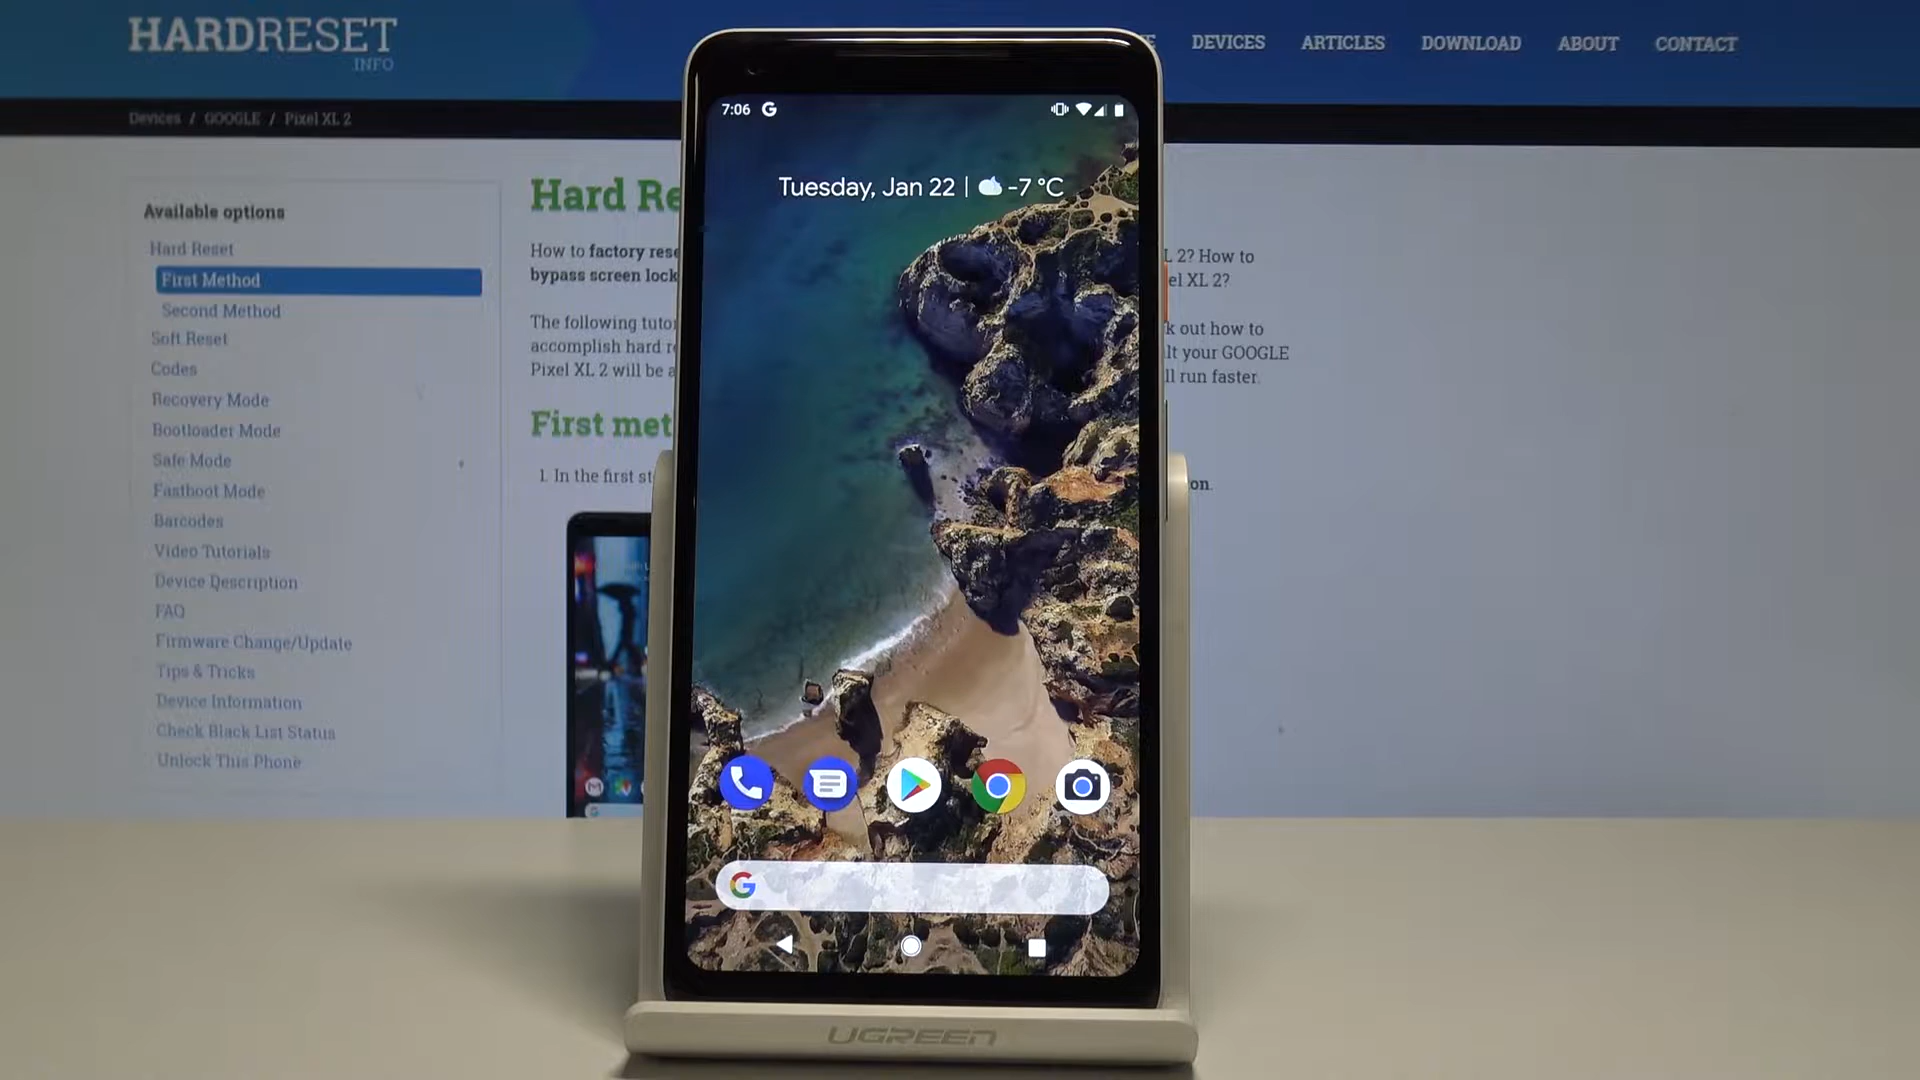 HARDRESET
INFO
DEVICES ARTICLES DOWNLOAD ABOUT CONTACT
Devices / GOOGLE / Pixel XL 2
Available options
Hard Reset
First Method
Second Method
Soft Reset
Codes
Recovery Mode
Bootloader Mode
Safe Mode
Fastboot Mode
Barcodes
Video Tutorials
Device Description
FAQ
Firmware Change/Update
Tips & Tricks
Device Information
Check Black List Status
Unlock This Phone
Hard Re
How to factory rese
bypass screen lock
The following tuto
accomplish hard r
Pixel XL 2 will be a
First met
1. In the first st
L 2? How to
el XL 2?
k out how to
lt your GOOGLE
ll run faster.
on.
7:06 G
Tuesday, Jan 22 | -7 °C
G
UGREEN